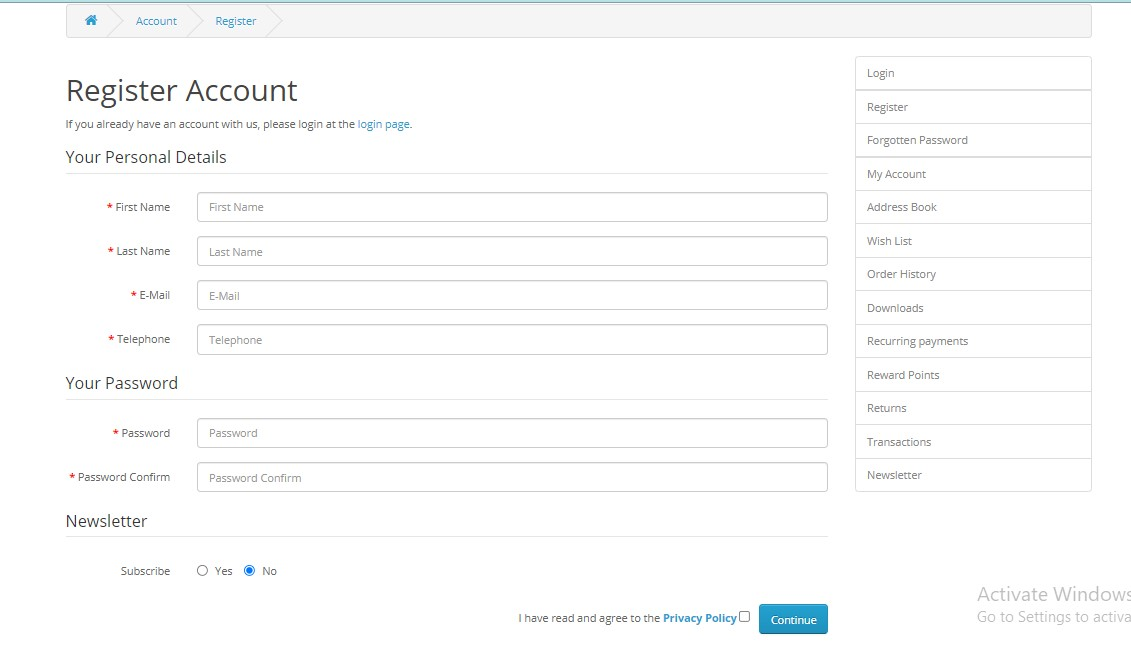 Account
Register
Register Account
If you already have an account with us, please login at the login page.
Your Personal Details
* First Name
First Name
* Last Name
Last Name
* E-Mail
E-Mail
* Telephone
Telephone
Your Password
* Password
Password
* Password Confirm
Password Confirm
Newsletter
Subscribe
Yes
No
I have read and agree to the Privacy Policy
Continue
Login
Register
Forgotten Password
My Account
Address Book
Wish List
Order History
Downloads
Recurring payments
Reward Points
Returns
Transactions
Newsletter
Activate Windows
Go to Settings to activa